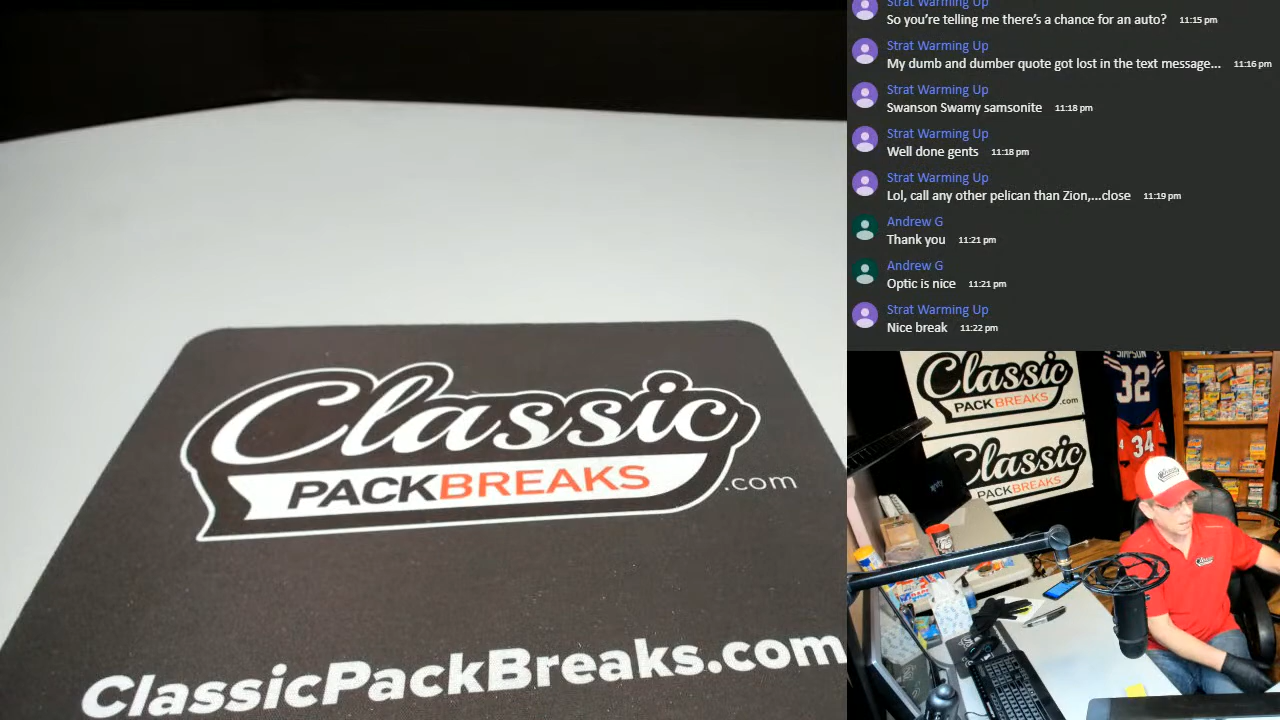 Classic
PACKBREAKS
.com
ClassicPackBreaks.com
Strat Warming Up
So you're telling me there's a chance for an auto? 11:15 pm
Strat Warming Up
My dumb and dumber quote got lost in the text message... 11:16 pm
Strat Warming Up
Swanson Swamy samsonite 11:18 pm
Strat Warming Up
Well done gents 11:18 pm
Strat Warming Up
Lol, call any other pelican than Zion,...close 11:19 pm
Andrew G
Thank you 11:21 pm
Andrew G
Optic is nice 11:21 pm
Strat Warming Up
Nice break 11:22 pm
Classic
PACKBREAKS
.com
Classic
PACKBREAKS
SIMPSON
32
34
Classic